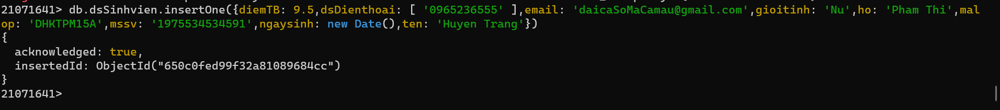 21071641> db.dsSinhvien.insertOne({diemTB: 9.5,dsDienthoai: [ '0965236555' ],email: 'daicaSoMaCamau@gmail.com',gioitinh: 'Nu',ho: 'Pham Thi',mal
op: 'DHKTPM15A',mssv: '1975534534591',ngaysinh: new Date(),ten: 'Huyen Trang'})
{
  acknowledged: true,
  insertedId: ObjectId("650c0fed99f32a81089684cc")
}
21071641>